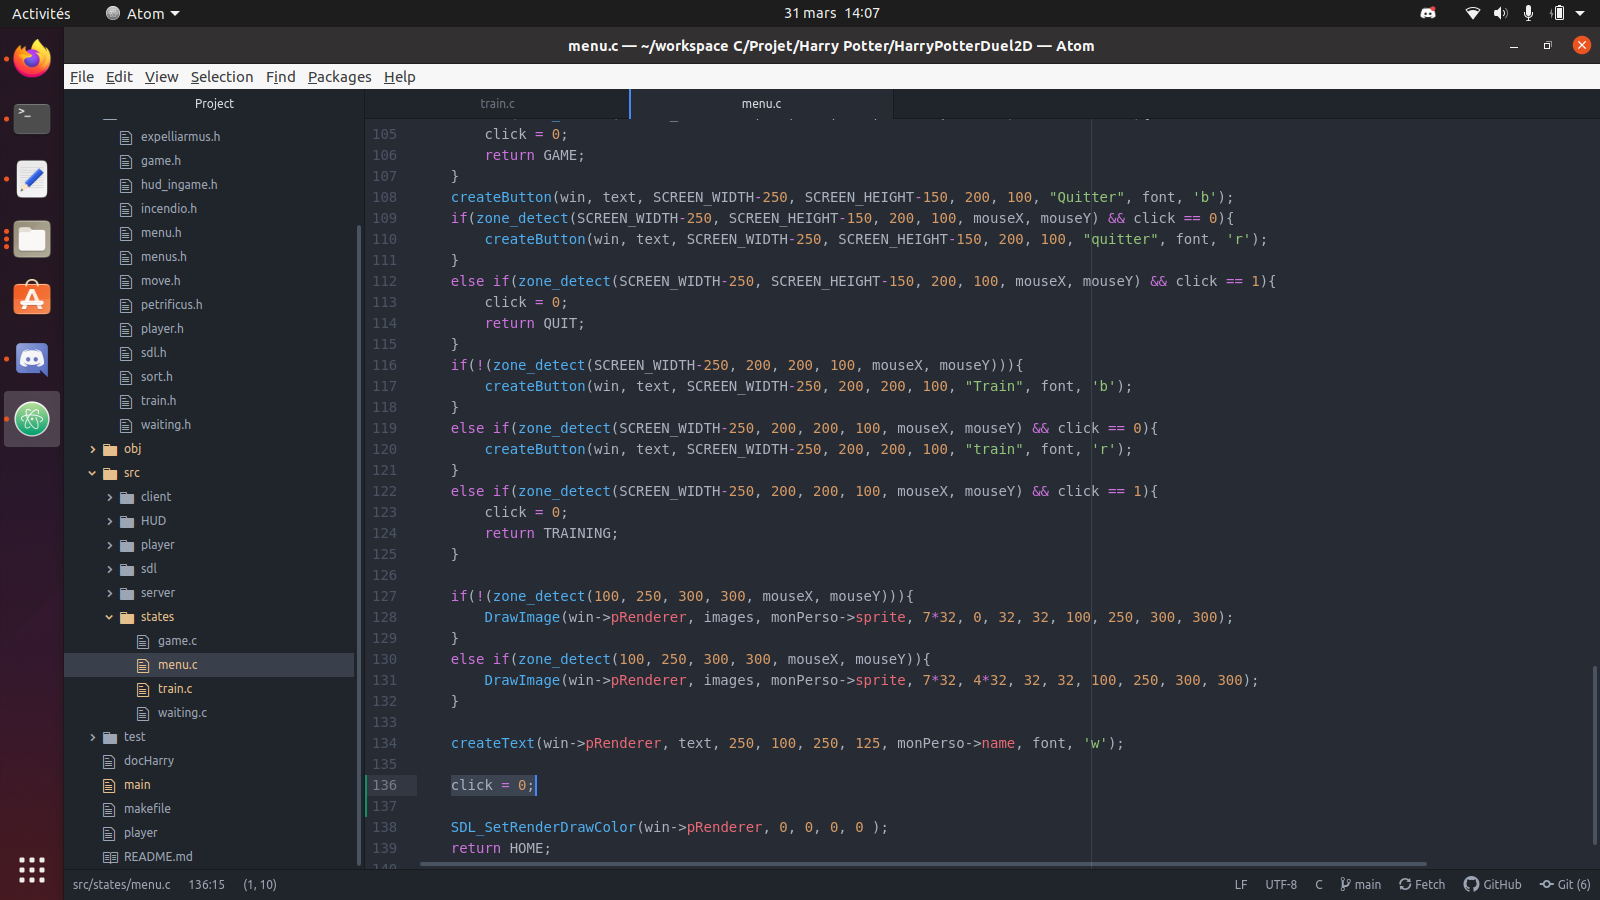 Activités
Atom
31 mars 14:07
menu.c — ~/workspace C/Projet/Harry Potter/HarryPotterDuel2D — Atom
File Edit View Selection Find Packages Help
Project
train.c
menu.c
expelliarmus.h
game.h
hud_ingame.h
incendio.h
menu.h
menus.h
move.h
petrificus.h
player.h
sdl.h
sort.h
train.h
waiting.h
obj
src
client
HUD
player
sdl
server
states
game.c
menu.c
train.c
waiting.c
test
docHarry
main
makefile
player
README.md
105 click = 0;
106 return GAME;
107 }
108 createButton(win, text, SCREEN_WIDTH-250, SCREEN_HEIGHT-150, 200, 100, "Quitter", font, 'b');
109 if(zone_detect(SCREEN_WIDTH-250, SCREEN_HEIGHT-150, 200, 100, mouseX, mouseY) && click == 0){
110 createButton(win, text, SCREEN_WIDTH-250, SCREEN_HEIGHT-150, 200, 100, "quitter", font, 'r');
111 }
112 else if(zone_detect(SCREEN_WIDTH-250, SCREEN_HEIGHT-150, 200, 100, mouseX, mouseY) && click == 1){
113 click = 0;
114 return QUIT;
115 }
116 if(!(zone_detect(SCREEN_WIDTH-250, 200, 200, 100, mouseX, mouseY))){
117 createButton(win, text, SCREEN_WIDTH-250, 200, 200, 100, "Train", font, 'b');
118 }
119 else if(zone_detect(SCREEN_WIDTH-250, 200, 200, 100, mouseX, mouseY) && click == 0){
120 createButton(win, text, SCREEN_WIDTH-250, 200, 200, 100, "train", font, 'r');
121 }
122 else if(zone_detect(SCREEN_WIDTH-250, 200, 200, 100, mouseX, mouseY) && click == 1){
123 click = 0;
124 return TRAINING;
125 }
126
127 if(!(zone_detect(100, 250, 300, 300, mouseX, mouseY))){
128 DrawImage(win->pRenderer, images, monPerso->sprite, 7*32, 0, 32, 32, 100, 250, 300, 300);
129 }
130 else if(zone_detect(100, 250, 300, 300, mouseX, mouseY)){
131 DrawImage(win->pRenderer, images, monPerso->sprite, 7*32, 4*32, 32, 32, 100, 250, 300, 300);
132 }
133
134 createText(win->pRenderer, text, 250, 100, 250, 125, monPerso->name, font, 'w');
135
136 click = 0;
137
138 SDL_SetRenderDrawColor(win->pRenderer, 0, 0, 0, 0 );
139 return HOME;
src/states/menu.c 136:15 (1, 10)
LF UTF-8 C main Fetch GitHub Git (6)